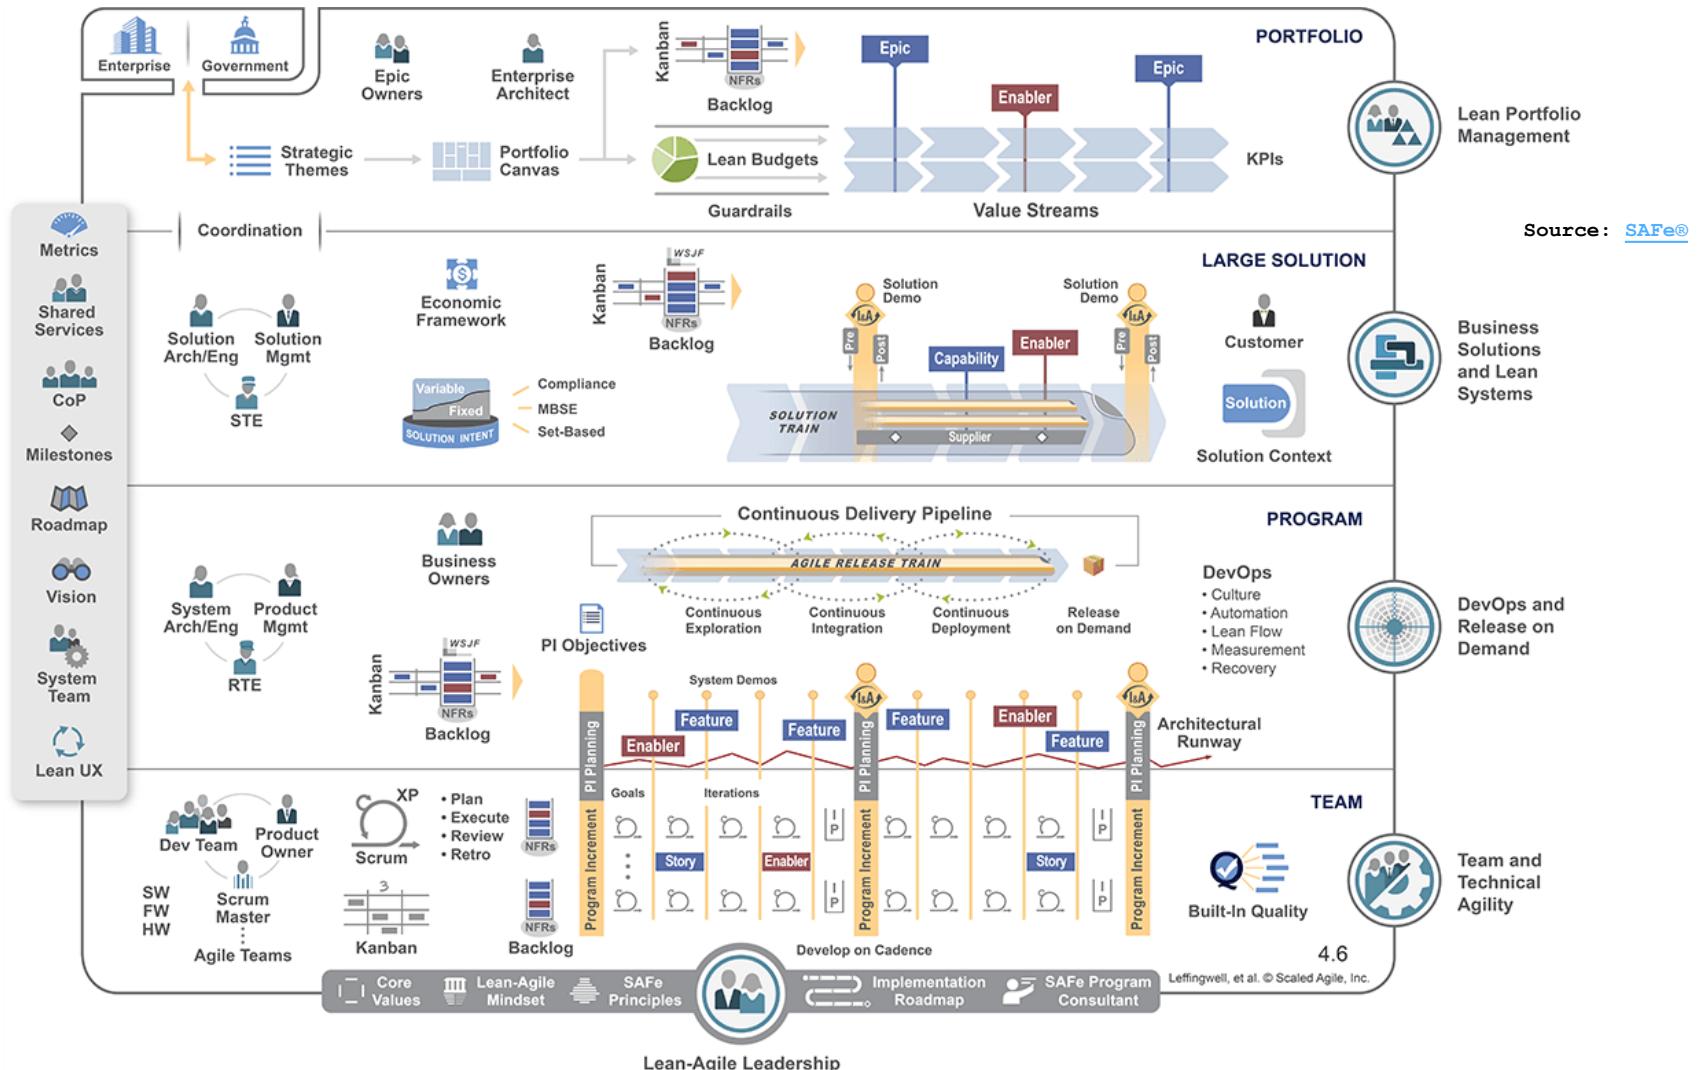 Enterprise
Government
Epic
Owners
Enterprise
Architect
Kanban
NFRs
Backlog
Epic
Enabler
Epic
PORTFOLIO
Strategic
Themes
Portfolio
Canvas
Lean Budgets
Guardrails
Value Streams
KPIs
Lean Portfolio
Management
Source: SAFe®
Metrics
Shared
Services
CoP
Milestones
Roadmap
Vision
System
Team
Lean UX
Coordination
LARGE SOLUTION
Solution
Arch/Eng
Solution
Mgmt
STE
Economic
Framework
Variable
Fixed
SOLUTION INTENT
Compliance
MBSE
Set-Based
Kanban
WSJF
NFRs
Backlog
Solution
Demo
I&A
Pre
Post
Capability
Enabler
Solution
Demo
I&A
Pre
Post
SOLUTION
TRAIN
Supplier
Customer
Solution
Solution Context
Business
Solutions
and Lean
Systems
PROGRAM
Business
Owners
System
Arch/Eng
Product
Mgmt
RTE
Continuous Delivery Pipeline
AGILE RELEASE TRAIN
Continuous
Exploration
Continuous
Integration
Continuous
Deployment
Release
on Demand
DevOps
• Culture
• Automation
• Lean Flow
• Measurement
• Recovery
DevOps and
Release on
Demand
PI Objectives
Kanban
WSJF
NFRs
Backlog
System Demos
I&A
I&A
Enabler
Feature
Feature
Feature
Enabler
Feature
Architectural
Runway
PI Planning
PI Planning
PI Planning
TEAM
Dev Team
Product
Owner
Scrum
Master
SW
FW
HW
Agile Teams
XP
Scrum
3
Kanban
• Plan
• Execute
• Review
• Retro
NFRs
NFRs
Backlog
Program Increment
Program Increment
Program Increment
Goals
Iterations
Story
Enabler
Story
I
P
I
P
I
P
I
P
Develop on Cadence
Built-In Quality
Team and
Technical
Agility
4.6
Leffingwell, et al. © Scaled Agile, Inc.
Core
Values
Lean-Agile
Mindset
SAFe
Principles
Implementation
Roadmap
SAFe Program
Consultant
Lean-Agile Leadership